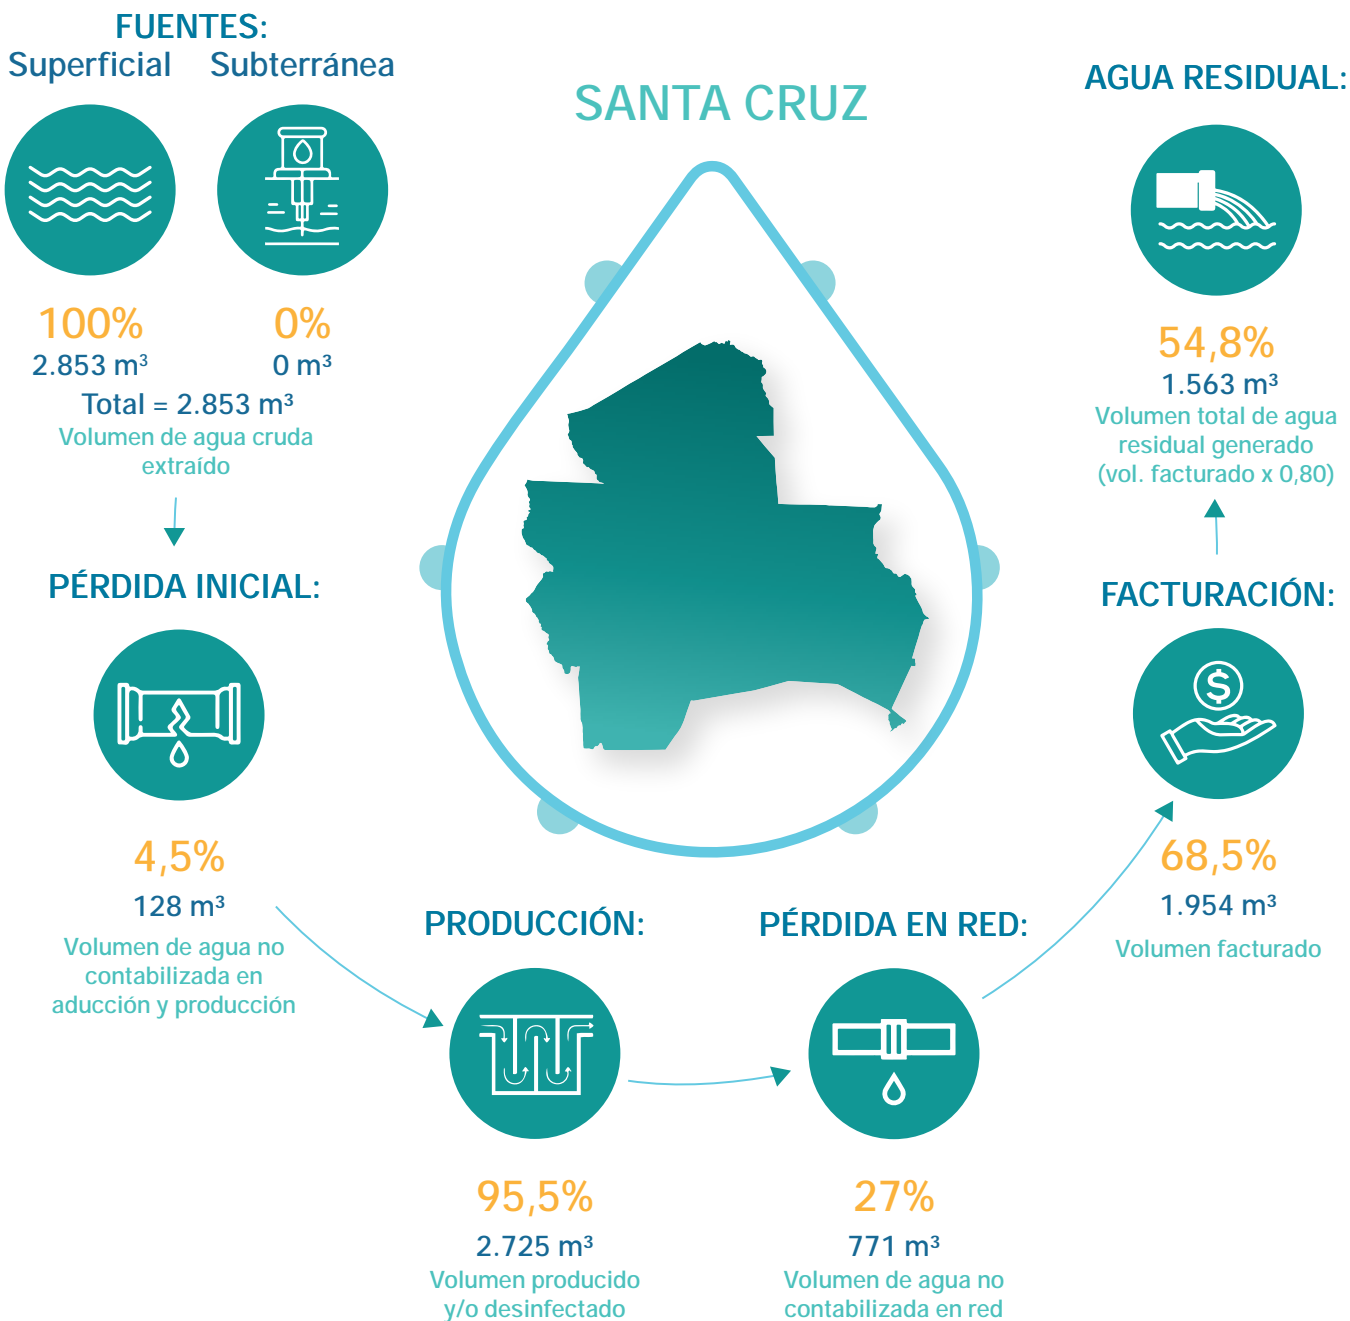 FUENTES:
Superficial
Subterránea
100%
2.853 m³
0%
0 m³
Total = 2.853 m³
Volumen de agua cruda
extraído
PÉRDIDA INICIAL:
4,5%
128 m³
Volumen de agua no
contabilizada en
aducción y producción
SANTA CRUZ
PRODUCCIÓN:
95,5%
2.725 m³
Volumen producido
y/o desinfectado
PÉRDIDA EN RED:
27%
771 m³
Volumen de agua no
contabilizada en red
FACTURACIÓN:
$
68,5%
1.954 m³
Volumen facturado
AGUA RESIDUAL:
54,8%
1.563 m³
Volumen total de agua
residual generado
(vol. facturado x 0,80)